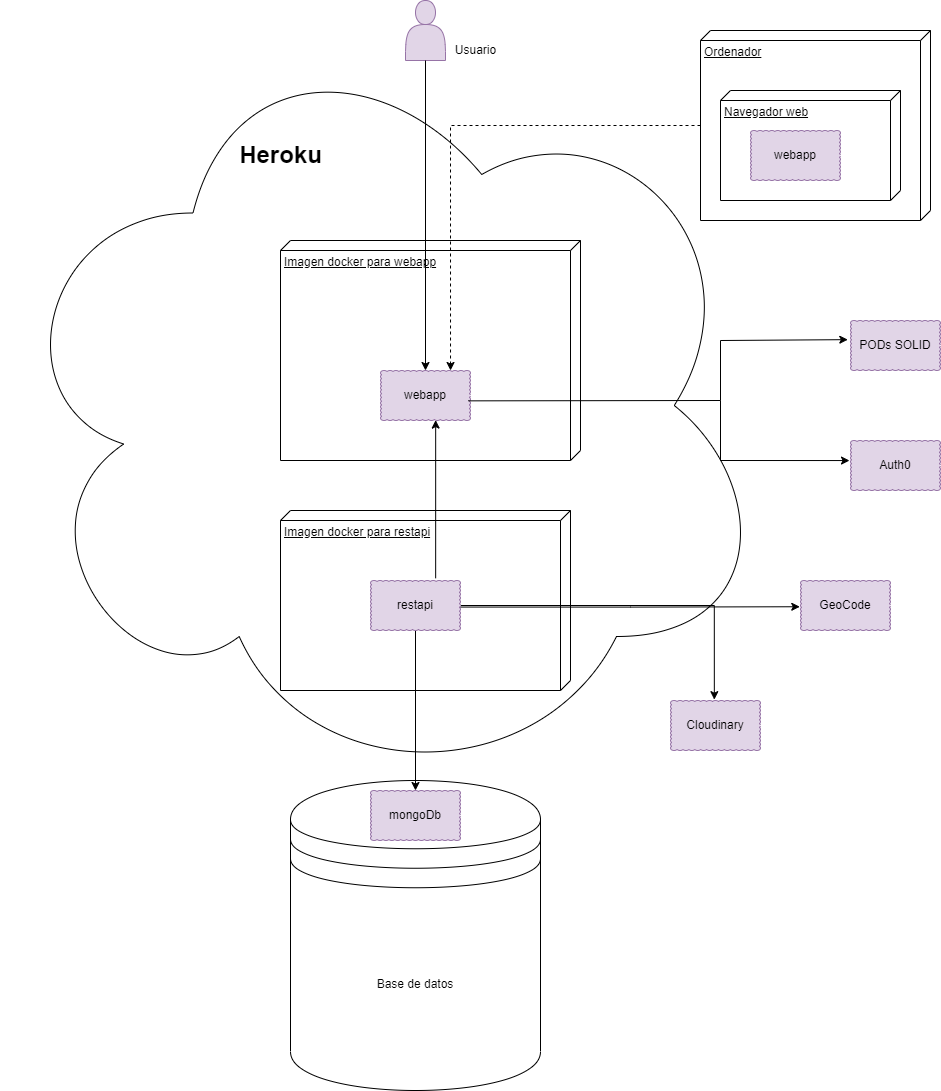 Usuario
Ordenador
Navegador web
webapp
Heroku
Imagen docker para webapp
webapp
PODs SOLID
Auth0
Imagen docker para restapi
restapi
GeoCode
Cloudinary
mongoDb
Base de datos